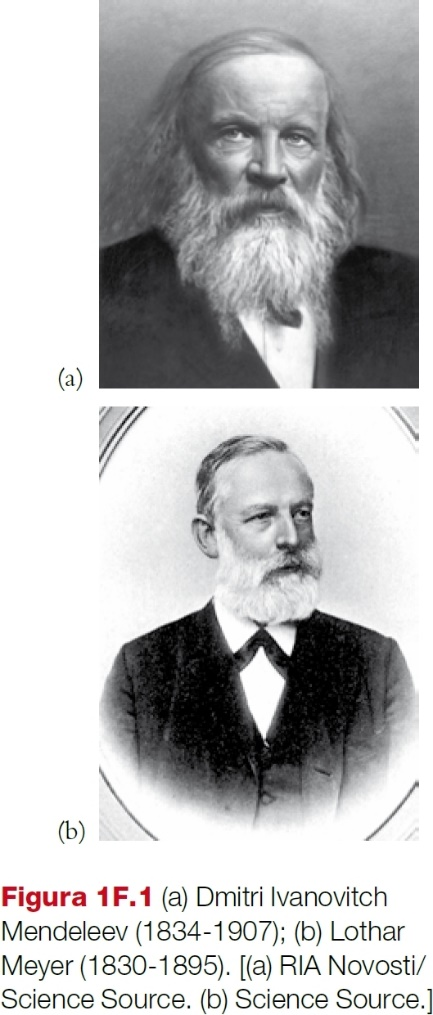 (a)
(b)
Figura 1F.1 (a) Dmitri Ivanovitch
Mendeleev (1834-1907); (b) Lothar
Meyer (1830-1895). [(a) RIA Novosti/
Science Source. (b) Science Source.]